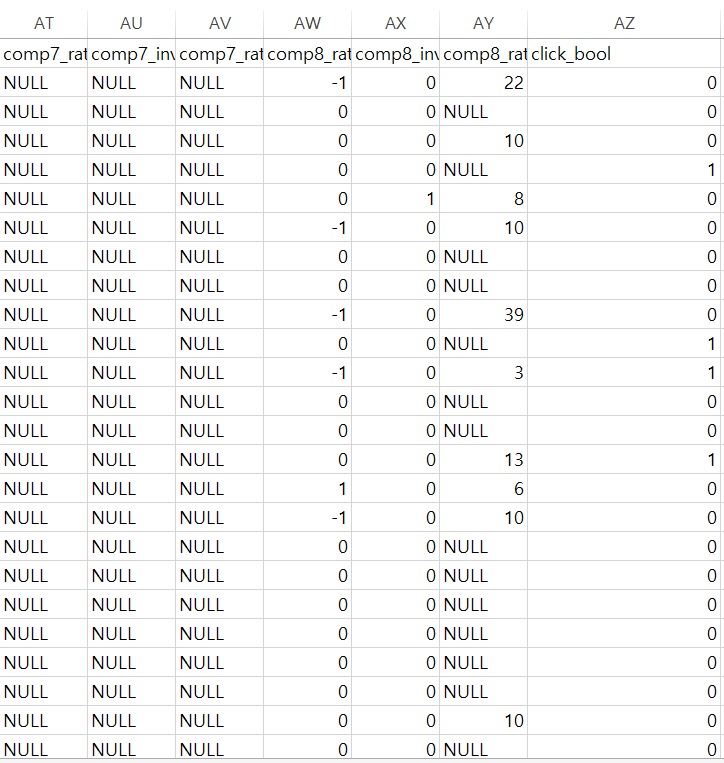 AT AU AV AW AX AY AZ
comp7_rat comp7_inv comp7_rat comp8_rat comp8_inv comp8_rat click_bool
NULL NULL NULL -1 0 22 0
NULL NULL NULL 0 0 NULL 0
NULL NULL NULL 0 0 10 0
NULL NULL NULL 0 0 NULL 1
NULL NULL NULL 0 1 8 0
NULL NULL NULL -1 0 10 0
NULL NULL NULL 0 0 NULL 0
NULL NULL NULL 0 0 NULL 0
NULL NULL NULL -1 0 39 0
NULL NULL NULL 0 0 NULL 1
NULL NULL NULL -1 0 3 1
NULL NULL NULL 0 0 NULL 0
NULL NULL NULL 0 0 NULL 0
NULL NULL NULL 0 0 13 1
NULL NULL NULL 1 0 6 0
NULL NULL NULL -1 0 10 0
NULL NULL NULL 0 0 NULL 0
NULL NULL NULL 0 0 NULL 0
NULL NULL NULL 0 0 NULL 0
NULL NULL NULL 0 0 NULL 0
NULL NULL NULL 0 0 NULL 0
NULL NULL NULL 0 0 NULL 0
NULL NULL NULL 0 0 10 0
NULL NULL NULL 0 0 NULL 0